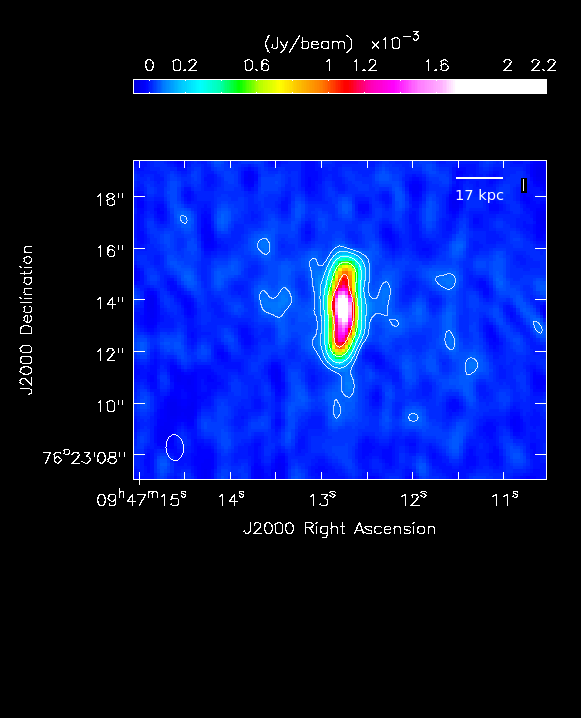 (Jy/beam) x10⁻³
0 0.2 0.6 1 1.2 1.6 2 2.2
17 kpc
I
18"
16"
14"
12"
10"
76°23'08"
J2000 Declination
09ʰ47ᵐ15ˢ 14ˢ 13ˢ 12ˢ 11ˢ
J2000 Right Ascension